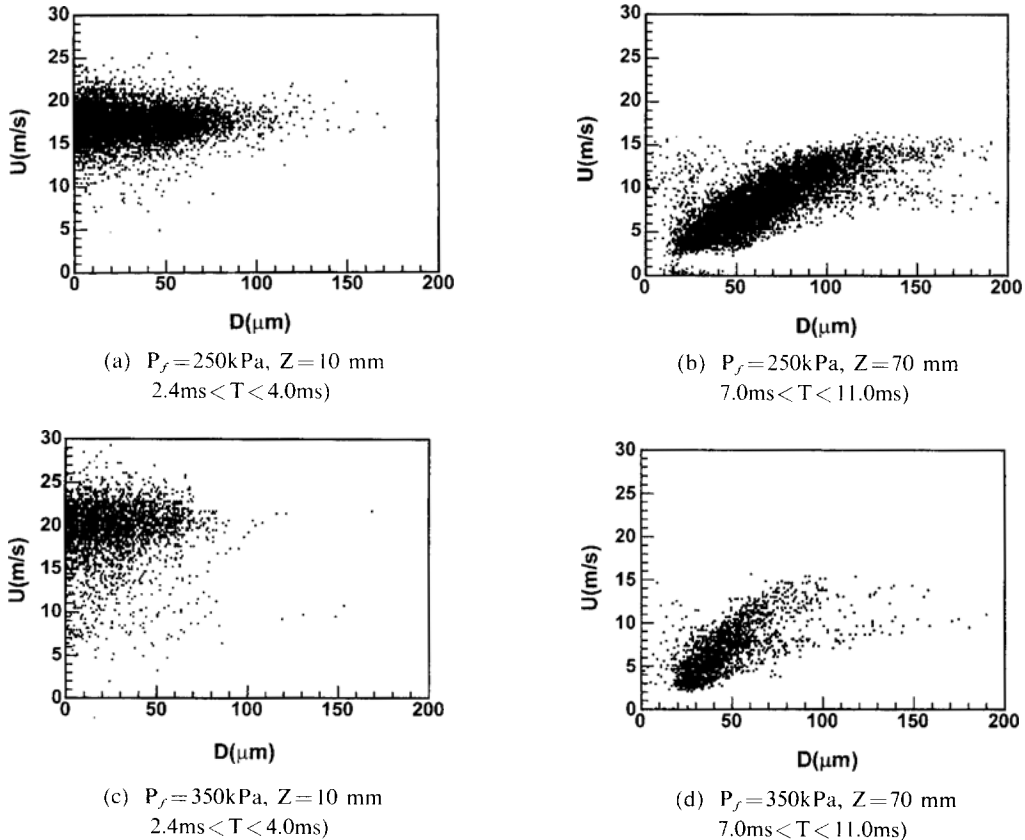 30
25
20
15
10
5
0
U(m/s)
0 50 100 150 200
D(μm)
(a) P_f=250kPa, Z=10 mm
2.4ms<T<4.0ms)
30
25
20
15
10
5
0
U(m/s)
0 50 100 150 200
D(μm)
(b) P_f=250kPa, Z=70 mm
7.0ms<T<11.0ms)
30
25
20
15
10
5
0
U(m/s)
0 50 100 150 200
D(μm)
(c) P_f=350kPa, Z=10 mm
2.4ms<T<4.0ms)
30
25
20
15
10
5
0
U(m/s)
0 50 100 150 200
D(μm)
(d) P_f=350kPa, Z=70 mm
7.0ms<T<11.0ms)